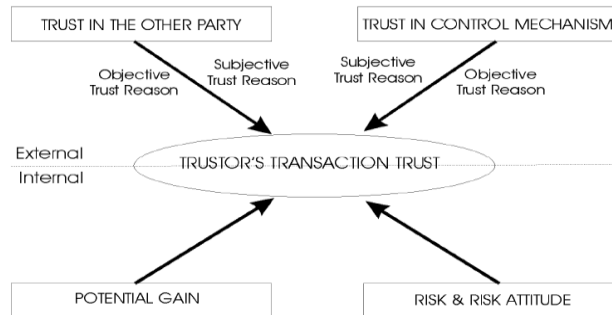 TRUST IN THE OTHER PARTY
TRUST IN CONTROL MECHANISM
Objective
Trust Reason
Subjective
Trust Reason
Subjective
Trust Reason
Objective
Trust Reason
External
Internal
TRUSTOR'S TRANSACTION TRUST
POTENTIAL GAIN
RISK & RISK ATTITUDE